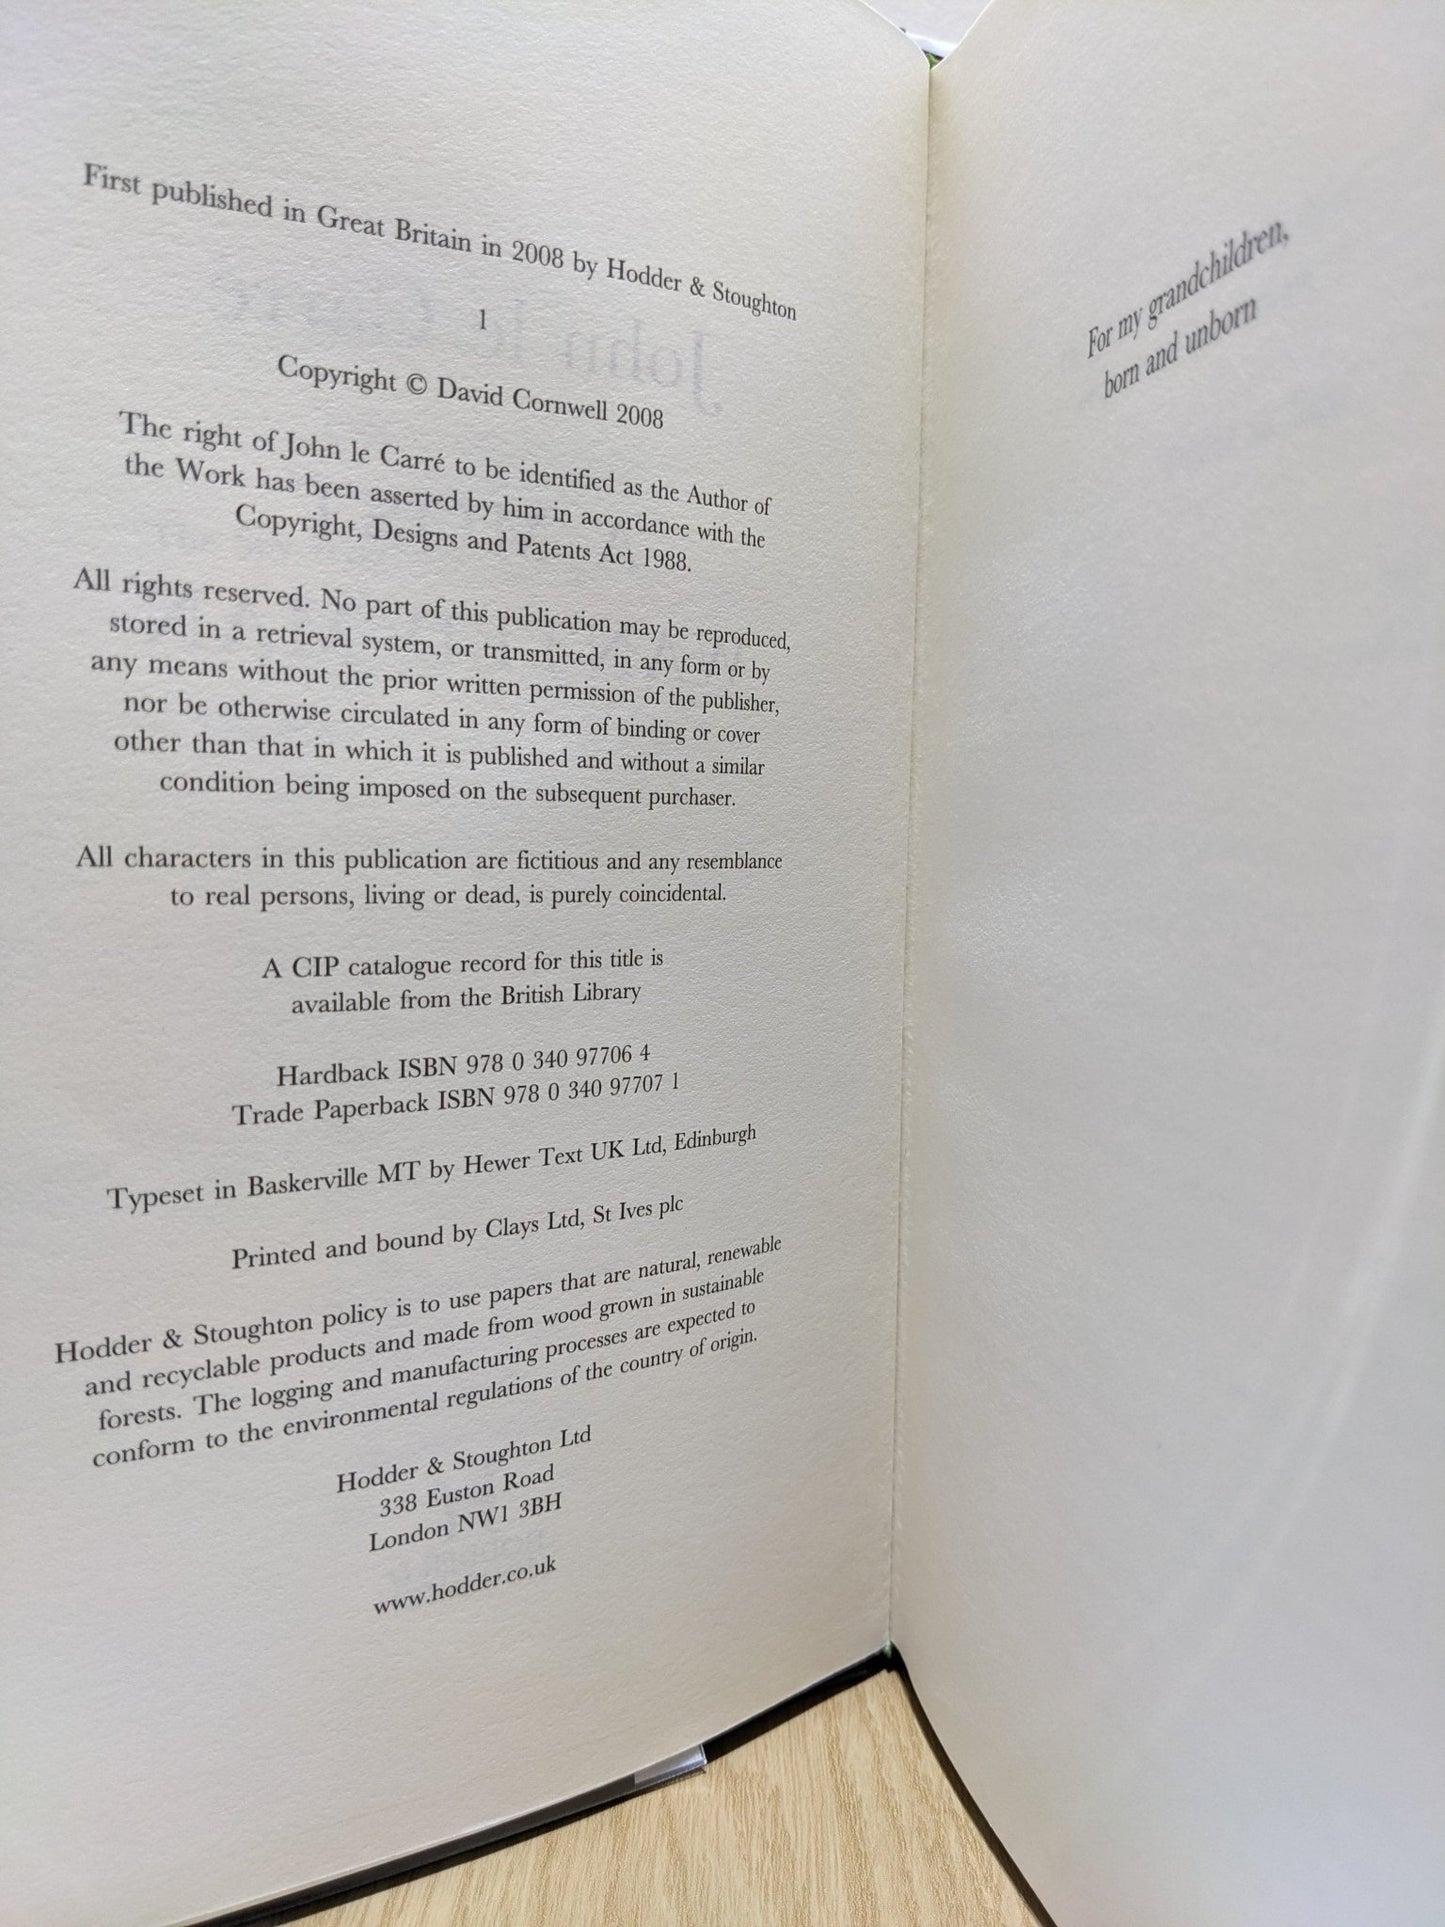 First published in Great Britain in 2008 by Hodder & Stoughton
1
Copyright © David Cornwell 2008
The right of John le Carré to be identified as the Author of
the Work has been asserted by him in accordance with the
Copyright, Designs and Patents Act 1988.
All rights reserved. No part of this publication may be reproduced,
stored in a retrieval system, or transmitted, in any form or by
any means without the prior written permission of the publisher,
nor be otherwise circulated in any form of binding or cover
other than that in which it is published and without a similar
condition being imposed on the subsequent purchaser.
All characters in this publication are fictitious and any resemblance
to real persons, living or dead, is purely coincidental.
A CIP catalogue record for this title is
available from the British Library
Hardback ISBN 978 0 340 97706 4
Trade Paperback ISBN 978 0 340 97707 1
Typeset in Baskerville MT by Hewer Text UK Ltd, Edinburgh
Printed and bound by Clays Ltd, St Ives plc
Hodder & Stoughton policy is to use papers that are natural, renewable
and recyclable products and made from wood grown in sustainable
forests. The logging and manufacturing processes are expected to
conform to the environmental regulations of the country of origin.
Hodder & Stoughton Ltd
338 Euston Road
London NW1 3BH
www.hodder.co.uk
For my grandchildren,
born and unborn